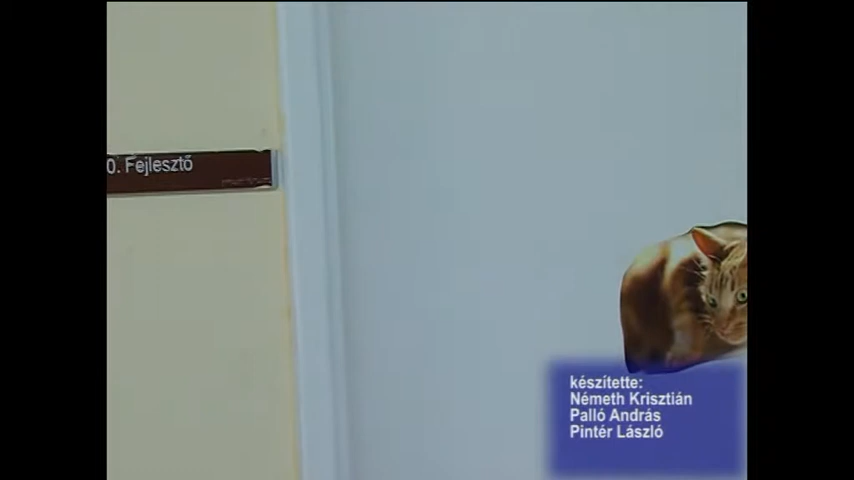 0. Fejlesztő
készítette:
Németh Krisztián
Palló András
Pintér László